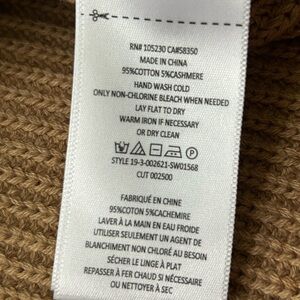 RN# 105230 CA#58350
MADE IN CHINA
95%COTTON 5%CASHMERE
HAND WASH COLD
ONLY NON-CHLORINE BLEACH WHEN NEEDED
LAY FLAT TO DRY
WARM IRON IF NECESSARY
OR DRY CLEAN
P
STYLE 19-3-002621-SW01568
CUT 002500
FABRIQUÉ EN CHINE
95%COTON 5%CACHEMIRE
LAVER À LA MAIN EN EAU FROIDE
UTILISER SEULEMENT UN AGENT DE
BLANCHIMENT NON CHLORÉ AU BESOIN
SÉCHER LE LINGE À PLAT
REPASSER À FER CHAUD SI NÉCESSAIRE
OU NETTOYER À SEC